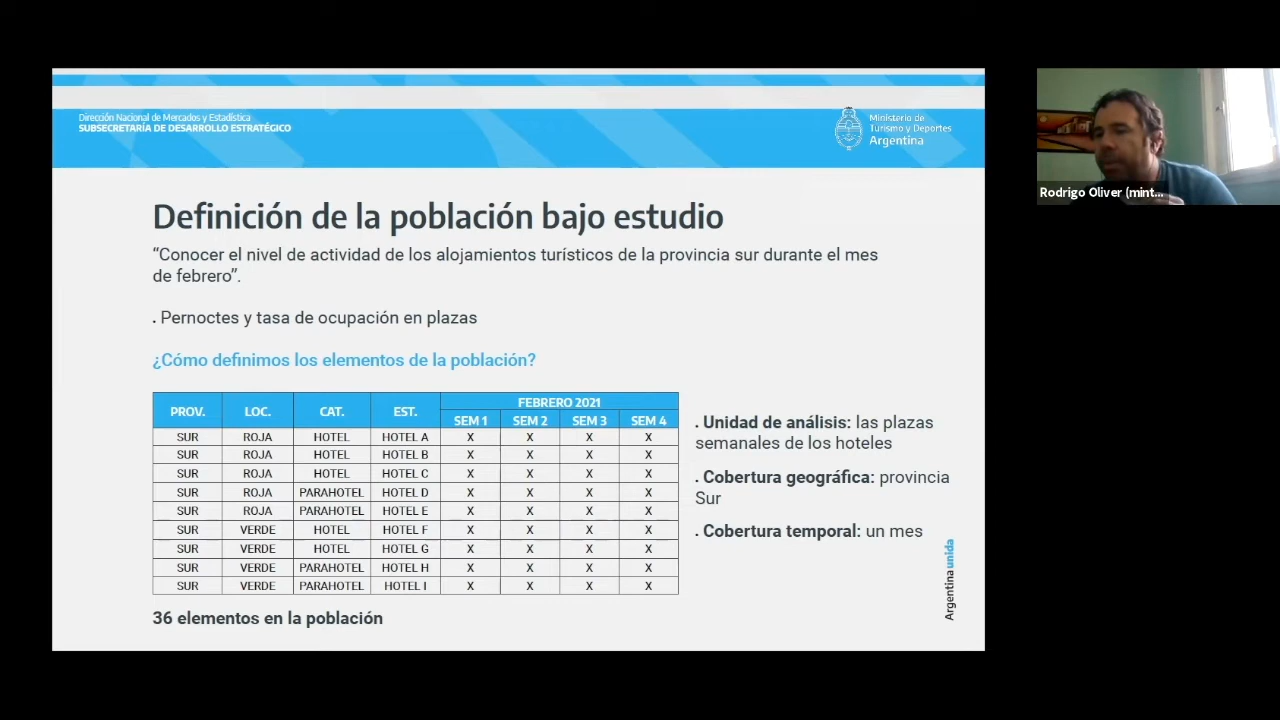 Dirección Nacional de Mercados y Estadística
SUBSECRETARÍA DE DESARROLLO ESTRATÉGICO
Ministerio de
Turismo y Deportes
Argentina
Definición de la población bajo estudio
“Conocer el nivel de actividad de los alojamientos turísticos de la provincia sur durante el mes
de febrero”.
. Pernoctes y tasa de ocupación en plazas
¿Cómo definimos los elementos de la población?
PROV. LOC. CAT. EST. FEBRERO 2021
SEM 1 SEM 2 SEM 3 SEM 4
SUR ROJA HOTEL HOTEL A X X X X
SUR ROJA HOTEL HOTEL B X X X X
SUR ROJA HOTEL HOTEL C X X X X
SUR ROJA PARAHOTEL HOTEL D X X X X
SUR ROJA PARAHOTEL HOTEL E X X X X
SUR VERDE HOTEL HOTEL F X X X X
SUR VERDE HOTEL HOTEL G X X X X
SUR VERDE PARAHOTEL HOTEL H X X X X
SUR VERDE PARAHOTEL HOTEL I X X X X
36 elementos en la población
. Unidad de análisis: las plazas
semanales de los hoteles
. Cobertura geográfica: provincia
Sur
. Cobertura temporal: un mes
Argentina unida
Rodrigo Oliver (mint...